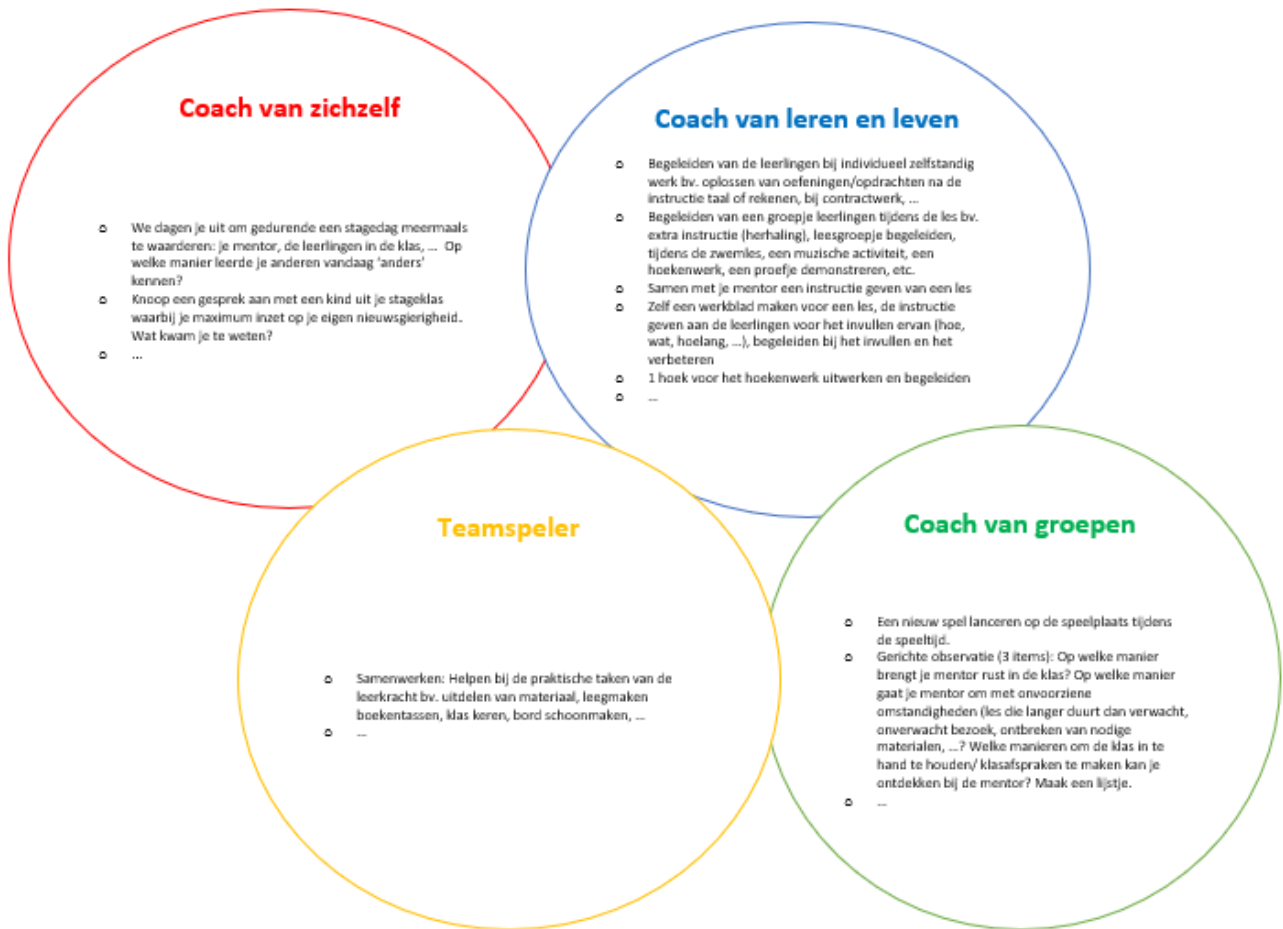 Coach van zichzelf
o We dagen je uit om gedurende een stagedag meermaals
te waarderen: je mentor, de leerlingen in de klas, ... Op
welke manier leerde je anderen vandaag ‘anders’
kennen?
o Knoop een gesprek aan met een kind uit je stageklas
waarbij je maximum inzet op je eigen nieuwsgierigheid.
Wat kwam je te weten?
o ...
Coach van leren en leven
o Begeleiden van de leerlingen bij individueel zelfstandig
werk bv. oplossen van oefeningen/opdrachten na de
instructie taal of rekenen, bij contractwerk, ...
o Begeleiden van een groepje leerlingen tijdens de les bv.
extra instructie (herhaling), leesgroepje begeleiden,
tijdens de zwemles, een muzische activiteit, een
hoekenwerk, een proefje demonstreren, etc.
o Samen met je mentor een instructie geven van een les
o Zelf een werkblad maken voor een les, de instructie
geven aan de leerlingen voor het invullen ervan (hoe,
wat, hoelang, ...), begeleiden bij het invullen en het
verbeteren
o 1 hoek voor het hoekenwerk uitwerken en begeleiden
o ...
Teamspeler
o Samenwerken: Helpen bij de praktische taken van de
leerkracht bv. uitdelen van materiaal, leegmaken
boekentassen, klas keren, bord schoonmaken, ...
o ...
Coach van groepen
o Een nieuw spel lanceren op de speelplaats tijdens
de speeltijd.
o Gerichte observatie (3 items): Op welke manier
brengt je mentor rust in de klas? Op welke manier
gaat je mentor om met onvoorziene
omstandigheden (les die langer duurt dan verwacht,
onverwacht bezoek, ontbreken van nodige
materialen, ...? Welke manieren om de klas in te
hand te houden/ klasafspraken te maken kan je
ontdekken bij de mentor? Maak een lijstje.
o ...